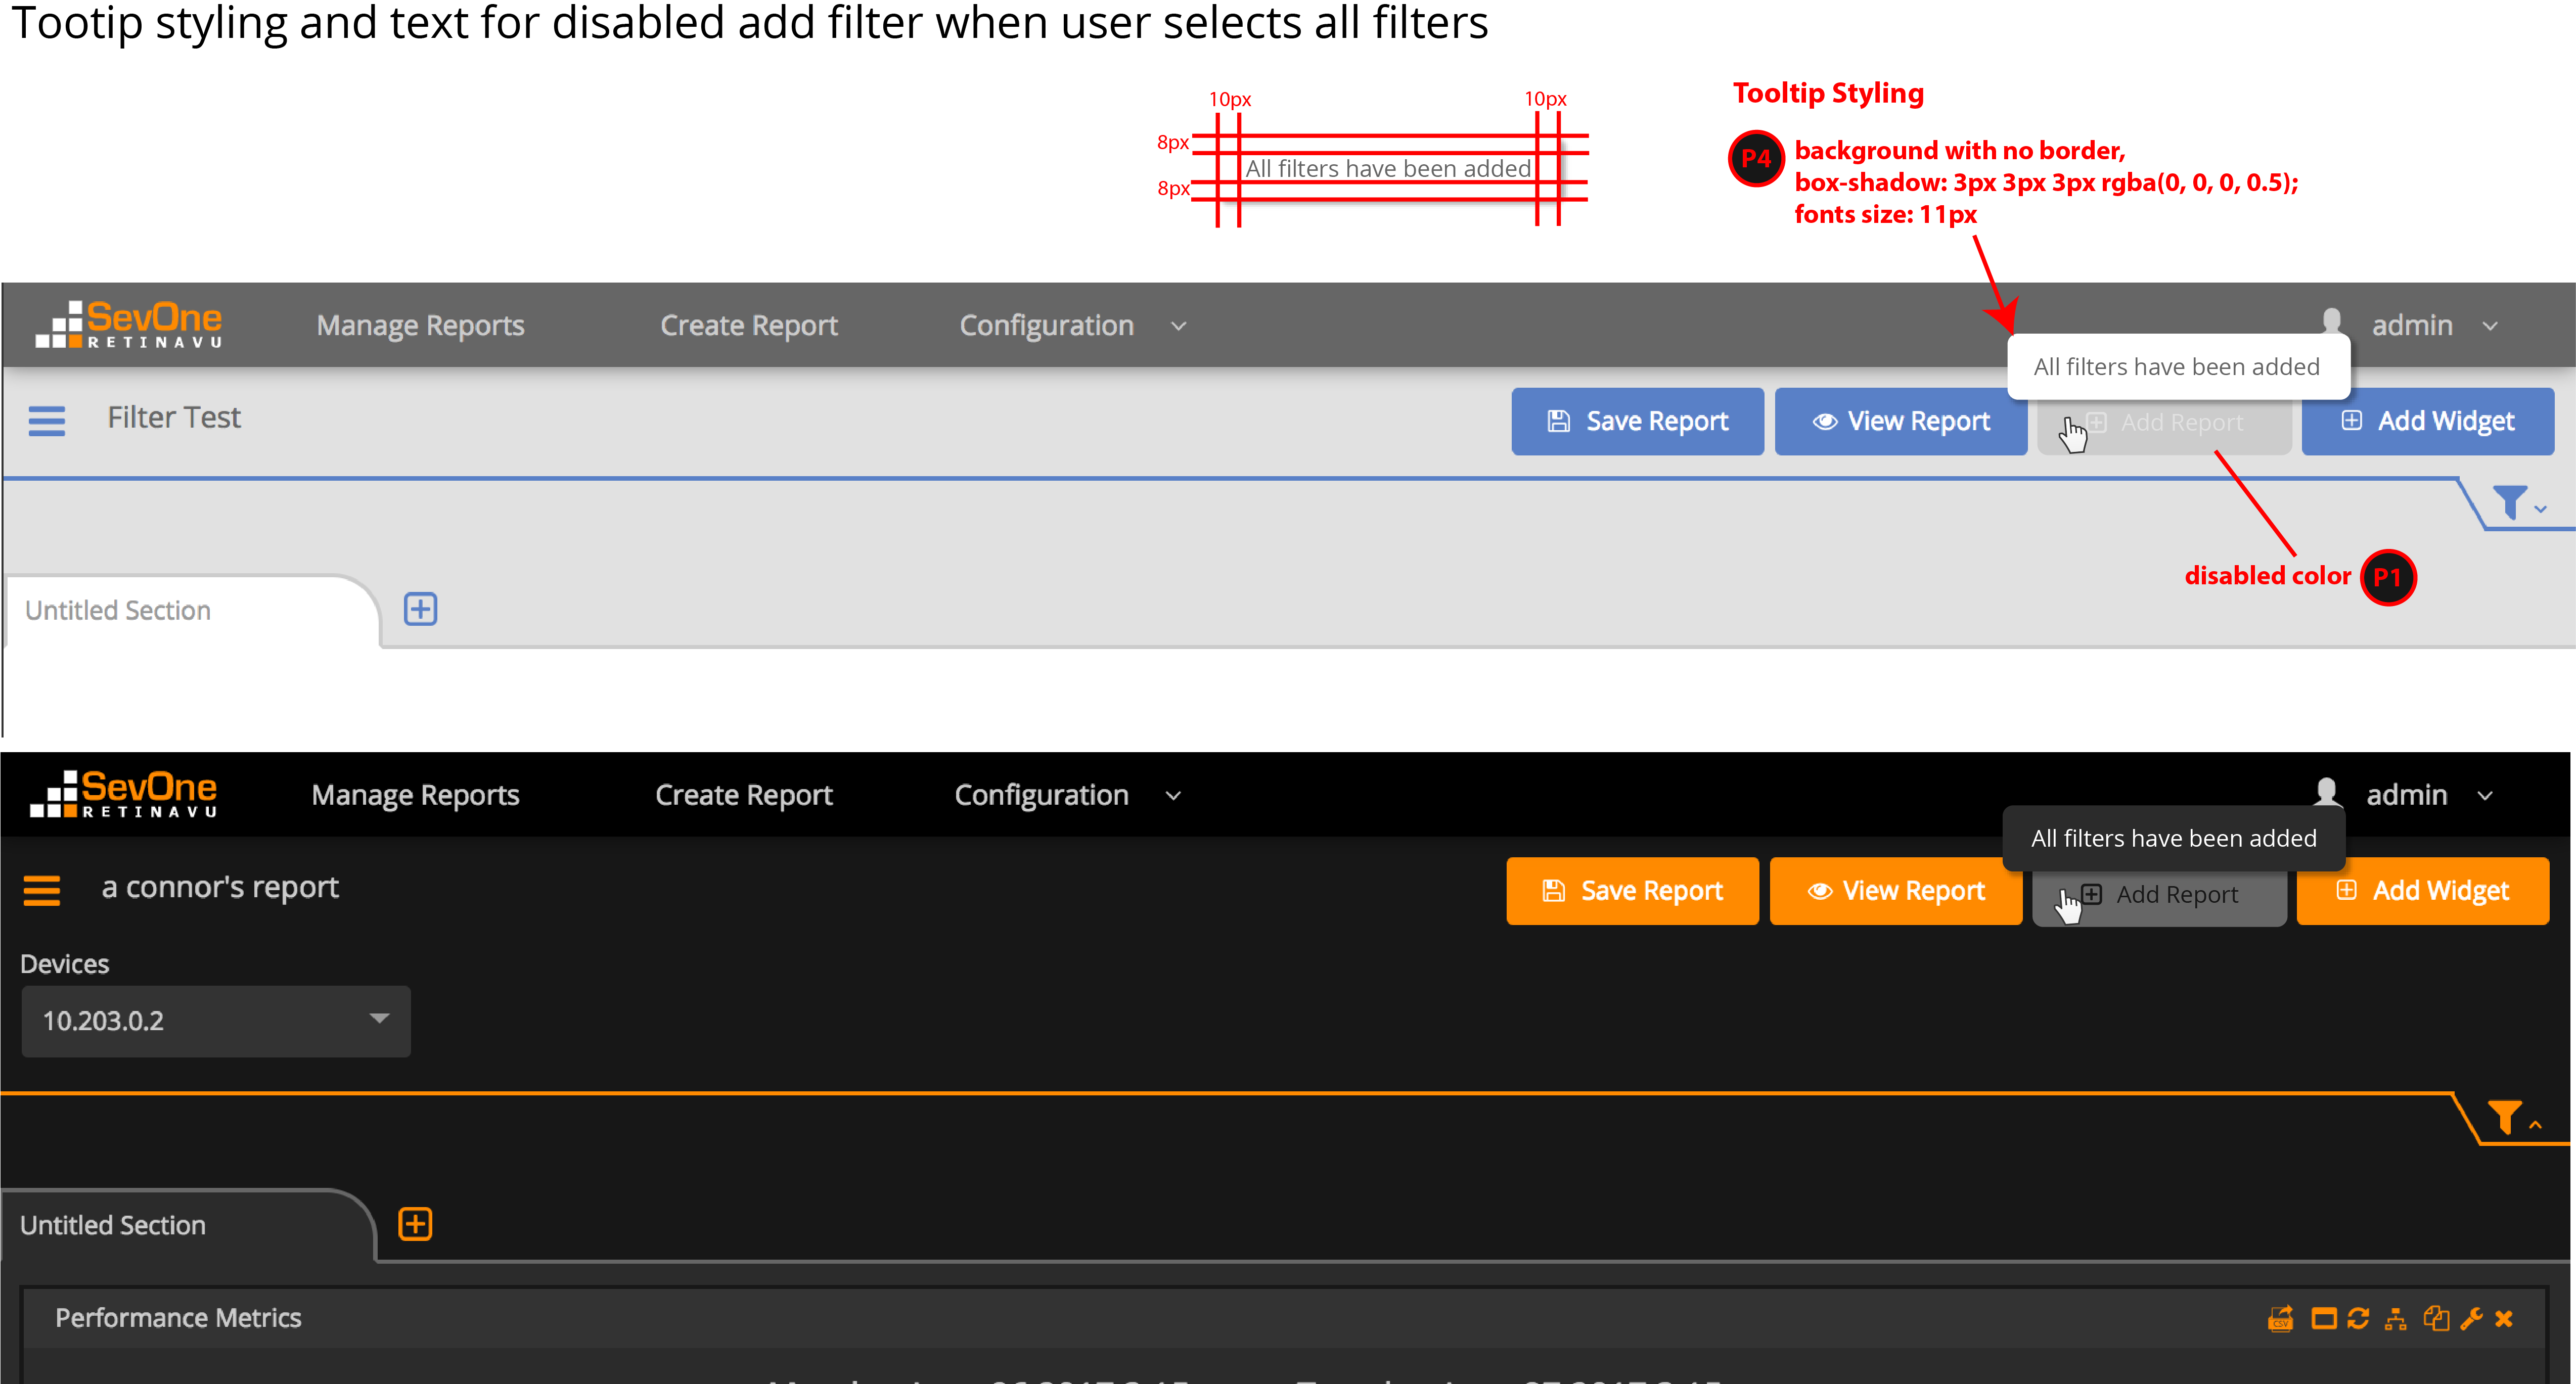 Tootip styling and text for disabled add filter when user selects all filters
10px 10px
8px
All filters have been added
8px
Tooltip Styling
P4 background with no border,
box-shadow: 3px 3px 3px rgba(0, 0, 0, 0.5);
fonts size: 11px
SevOne
RETINAVU
Manage Reports Create Report Configuration admin
All filters have been added
Filter Test
Save Report View Report Add Report Add Widget
disabled color P1
Untitled Section
SevOne
RETINAVU
Manage Reports Create Report Configuration admin
All filters have been added
a connor's report
Save Report View Report Add Report Add Widget
Devices
10.203.0.2
Untitled Section
Performance Metrics
CSV